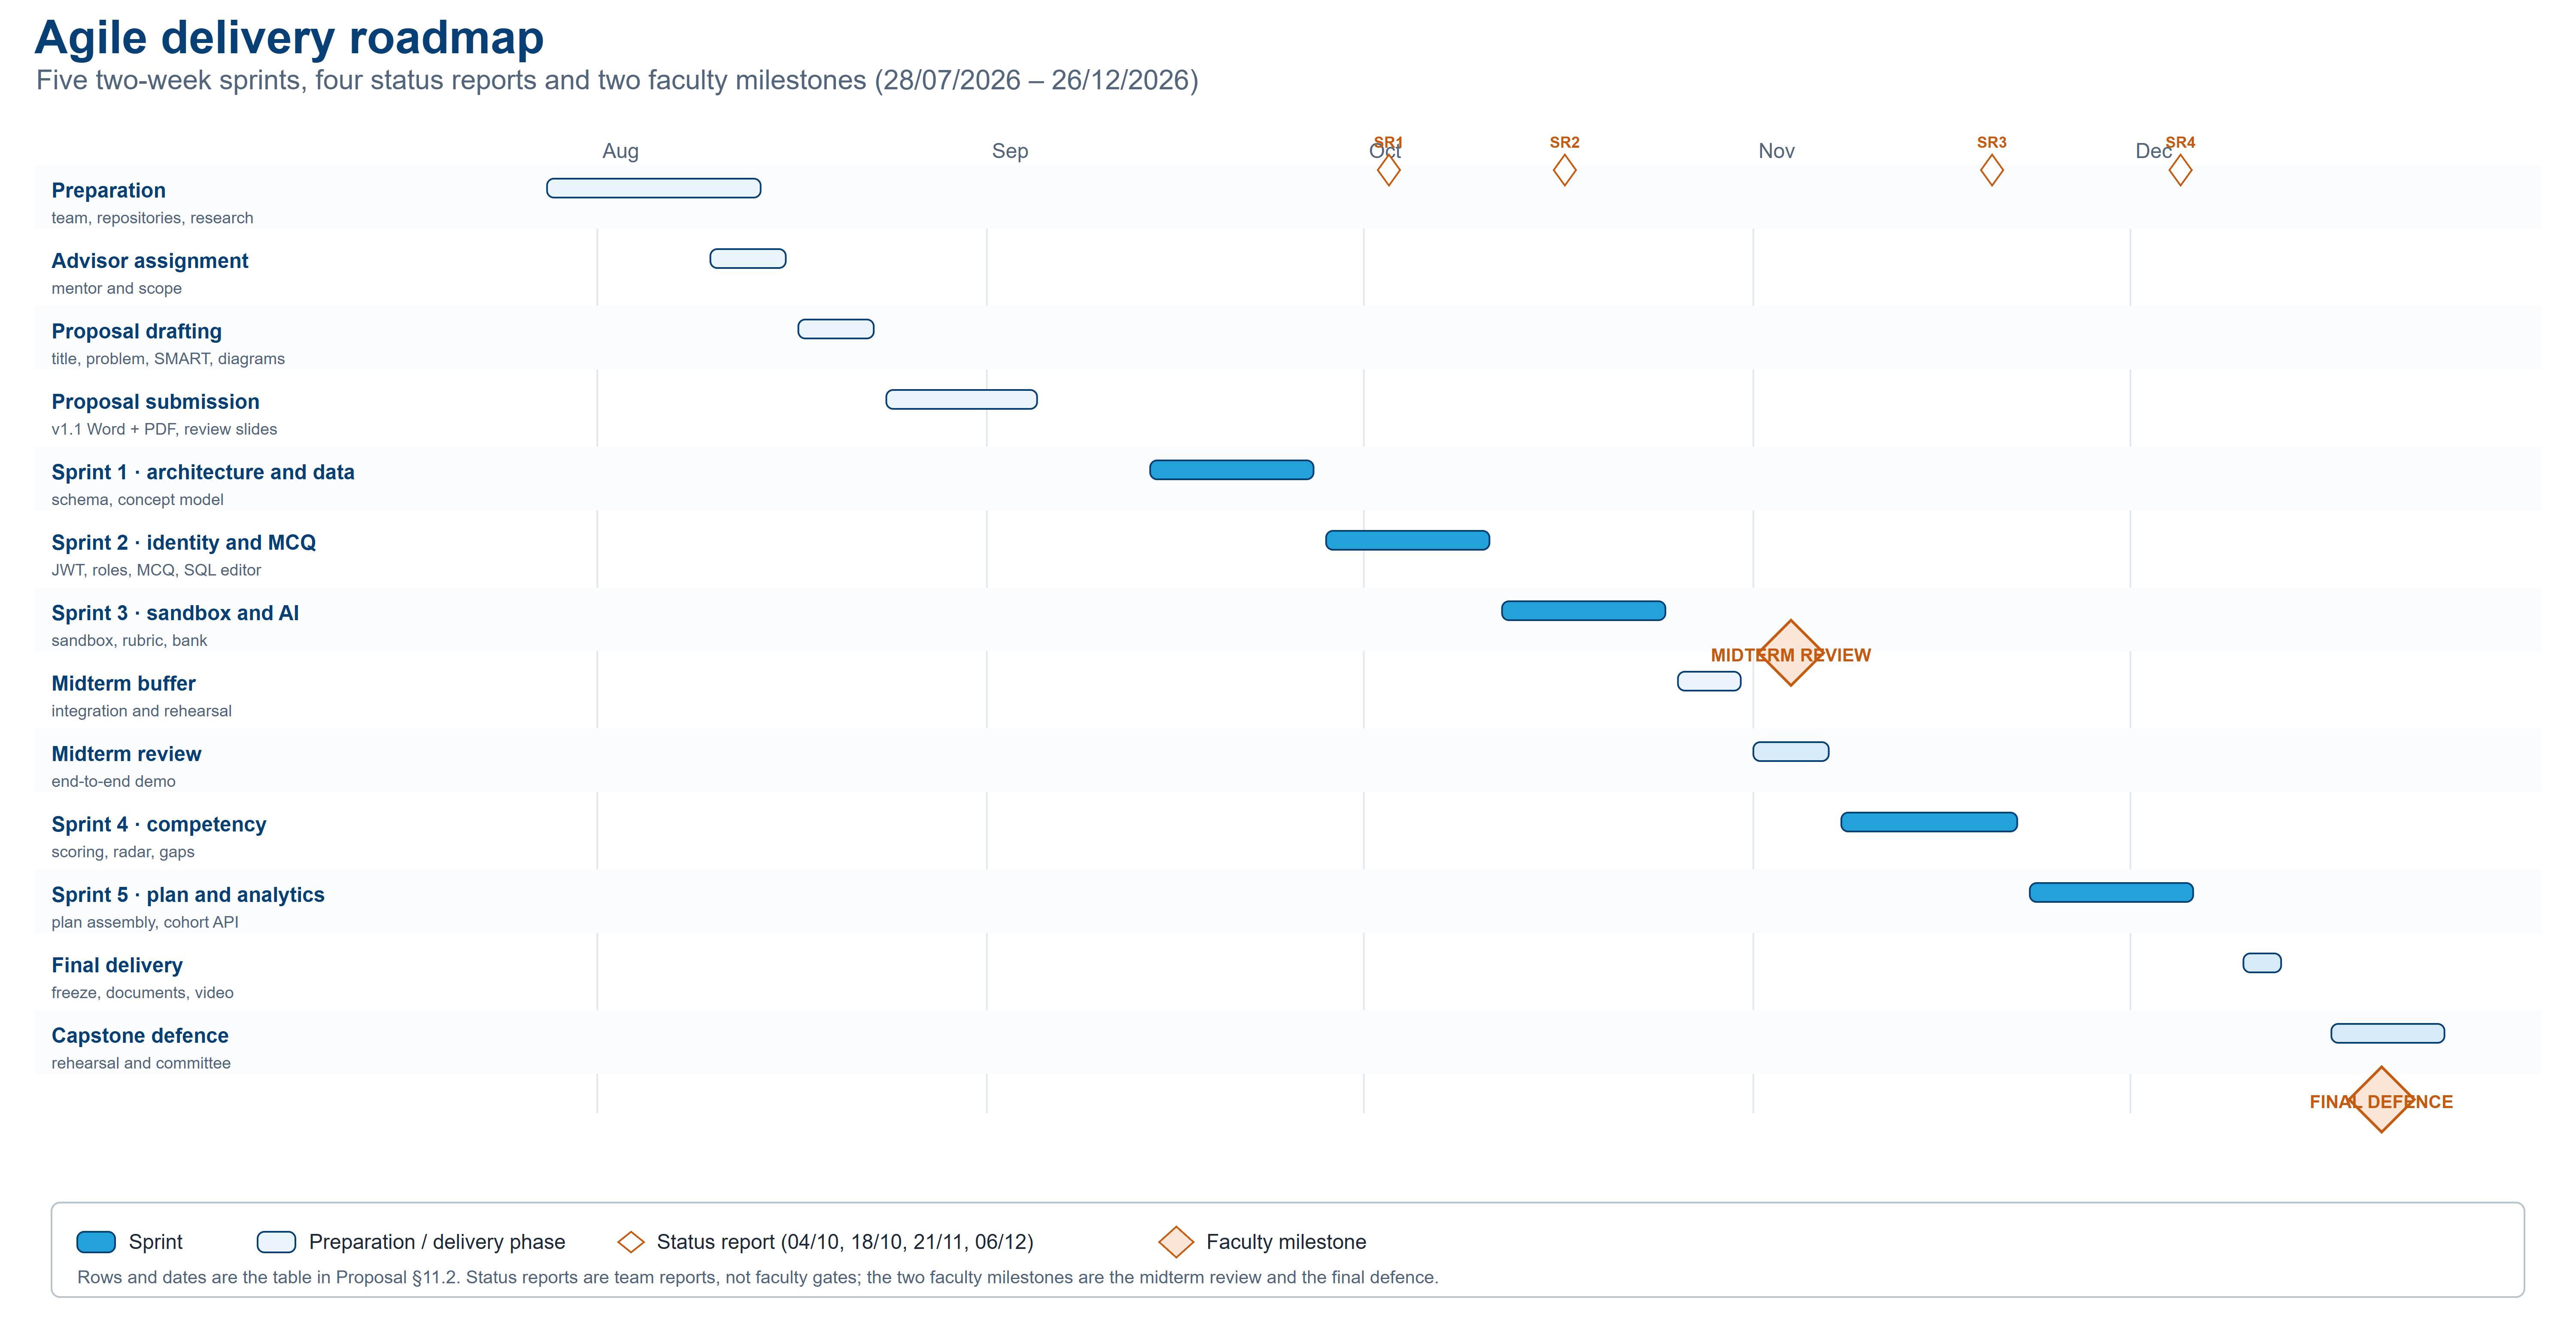 Agile delivery roadmap
Five two-week sprints, four status reports and two faculty milestones (28/07/2026 – 26/12/2026)
Aug
Sep
Oct
SR1
SR2
Nov
SR3
Dec
SR4
Preparation
team, repositories, research
Advisor assignment
mentor and scope
Proposal drafting
title, problem, SMART, diagrams
Proposal submission
v1.1 Word + PDF, review slides
Sprint 1 · architecture and data
schema, concept model
Sprint 2 · identity and MCQ
JWT, roles, MCQ, SQL editor
Sprint 3 · sandbox and AI
sandbox, rubric, bank
MIDTERM REVIEW
Midterm buffer
integration and rehearsal
Midterm review
end-to-end demo
Sprint 4 · competency
scoring, radar, gaps
Sprint 5 · plan and analytics
plan assembly, cohort API
Final delivery
freeze, documents, video
Capstone defence
rehearsal and committee
FINAL DEFENCE
Sprint
Preparation / delivery phase
Status report (04/10, 18/10, 21/11, 06/12)
Faculty milestone
Rows and dates are the table in Proposal §11.2. Status reports are team reports, not faculty gates; the two faculty milestones are the midterm review and the final defence.